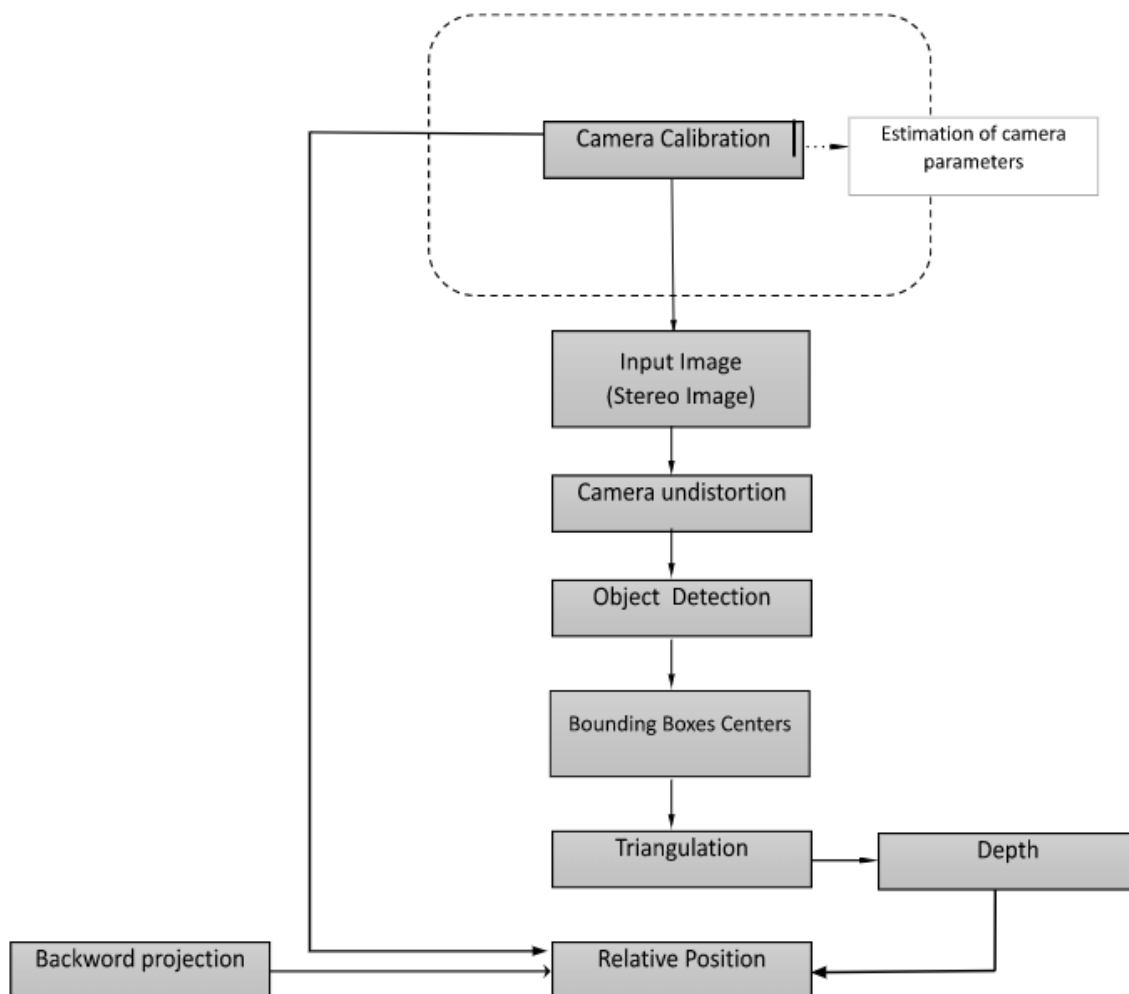 Camera Calibration
Estimation of camera
parameters
Input Image
(Stereo Image)
Camera undistortion
Object Detection
Bounding Boxes Centers
Triangulation
Depth
Backword projection
Relative Position